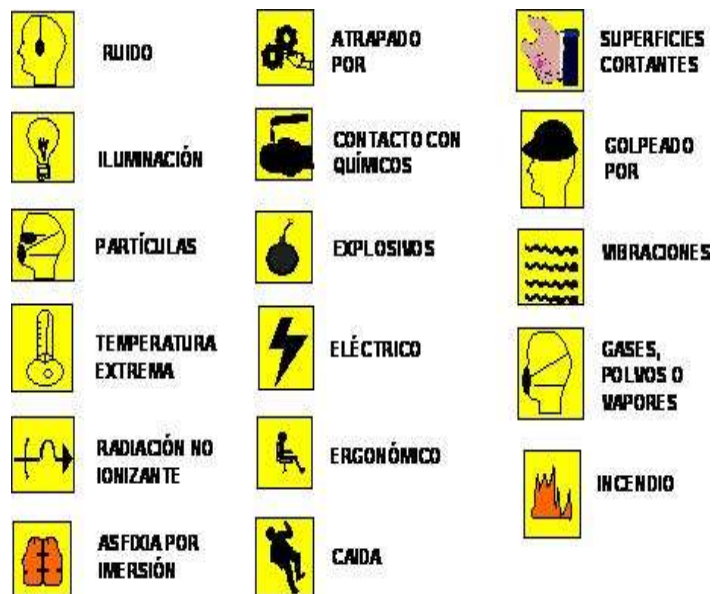 RUIDO
ILUMINACIÓN
PARTÍCULAS
TEMPERATURA
EXTREMA
RADIACIÓN NO
IONIZANTE
ASFIXIA POR
IMERSIÓN
ATRAPADO
POR
CONTACTO CON
QUÍMICOS
EXPLOSIVOS
ELÉCTRICO
ERGONÓMICO
CAIDA
SUPERFICIES
CORTANTES
GOLPEADO
POR
VIBRACIONES
GASES,
POLVOS O
VAPORES
INCENDIO